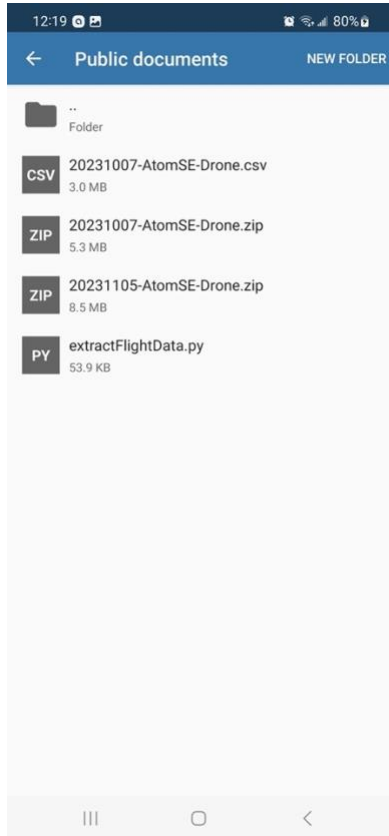 12:19
80%
Public documents
NEW FOLDER
..
Folder
CSV
20231007-AtomSE-Drone.csv
3.0 MB
ZIP
20231007-AtomSE-Drone.zip
5.3 MB
ZIP
20231105-AtomSE-Drone.zip
8.5 MB
PY
extractFlightData.py
53.9 KB